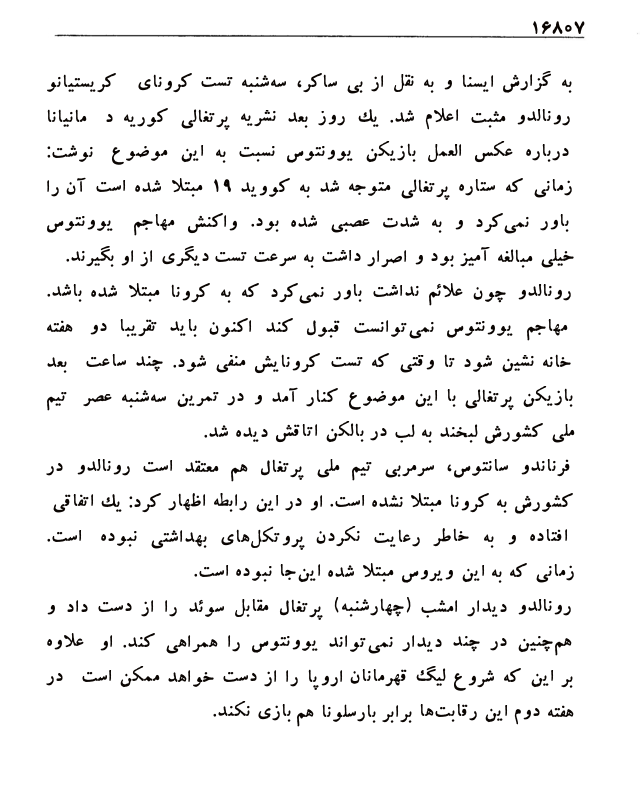 ۱۶۸۰۷
به گزارش ایسنا و به نقل از بی ساکر، سه‌شنبه تست کرونای کریستیانو
رونالدو مثبت اعلام شد. یك روز بعد نشریه پرتغالی کوریه د مانیانا
درباره عکس العمل بازیکن یوونتوس نسبت به این موضوع نوشت:
زمانی که ستاره پرتغالی متوجه شد به کووید ۱۹ مبتلا شده است آن را
باور نمی‌کرد و به شدت عصبی شده بود. واکنش مهاجم یوونتوس
خیلی مبالغه آمیز بود و اصرار داشت به سرعت تست دیگری از او بگیرند.
رونالدو چون علائم نداشت باور نمی‌کرد که به کرونا مبتلا شده باشد.
مهاجم یوونتوس نمی‌توانست قبول کند اکنون باید تقریبا دو هفته
خانه نشین شود تا وقتی که تست کرونایش منفی شود. چند ساعت بعد
بازیکن پرتغالی با این موضوع کنار آمد و در تمرین سه‌شنبه عصر تیم
ملی کشورش لبخند به لب در بالکن اتاقش دیده شد.
فرناندو سانتوس، سرمربی تیم ملی پرتغال هم معتقد است رونالدو در
کشورش به کرونا مبتلا نشده است. او در این رابطه اظهار کرد: یك اتفاقی
افتاده و به خاطر رعایت نکردن پروتکل‌های بهداشتی نبوده است.
زمانی که به این ویروس مبتلا شده این‌جا نبوده است.
رونالدو دیدار امشب (چهارشنبه) پرتغال مقابل سوئد را از دست داد و
هم‌چنین در چند دیدار نمی‌تواند یوونتوس را همراهی کند. او علاوه
بر این که شروع لیگ قهرمانان اروپا را از دست خواهد ممکن است در
هفته دوم این رقابت‌ها برابر بارسلونا هم بازی نکند.